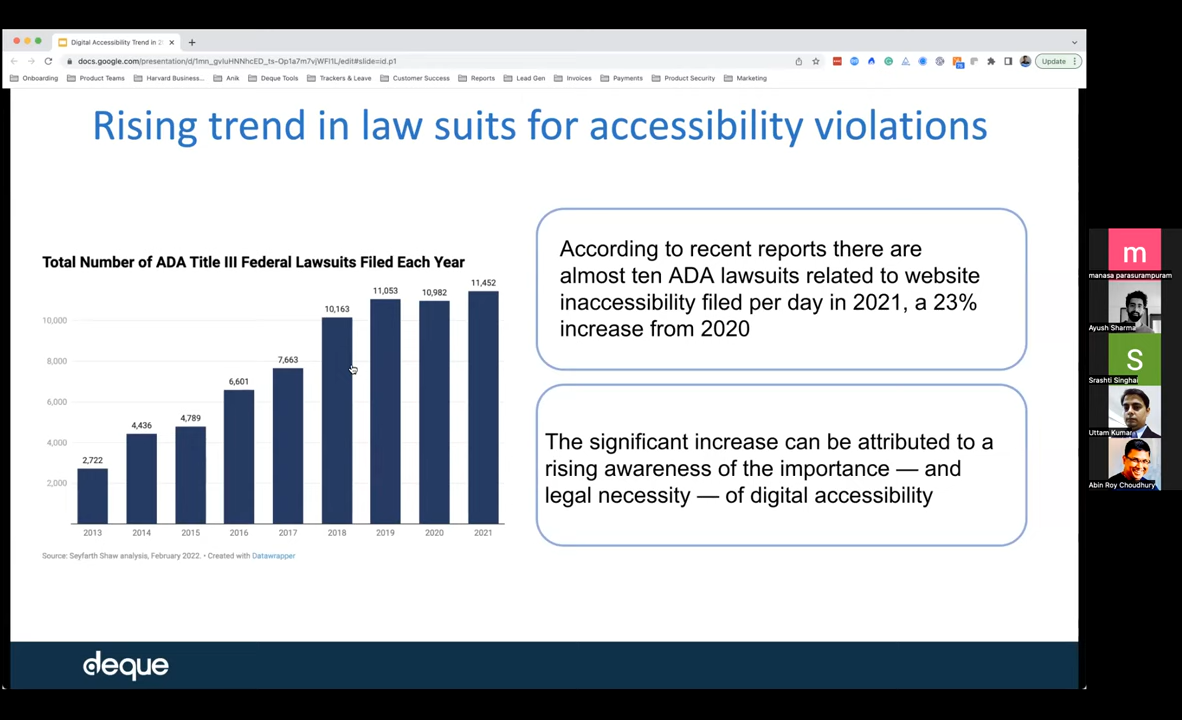 Digital Accessibility Trend in 2
docs.google.com/presentation/d/1mn_gvIuHNNhcED_ts-Op1a7m7vjWFI1L/edit#slide=id.p1
Update
Onboarding Product Teams Harvard Business... Anik Deque Tools Trackers & Leave Customer Success Reports Lead Gen Invoices Payments Product Security Marketing
Rising trend in law suits for accessibility violations
Total Number of ADA Title III Federal Lawsuits Filed Each Year
10,000
8,000
6,000
4,000
2,000
2,722
4,436
4,789
6,601
7,663
10,163
11,053
10,982
11,452
2013 2014 2015 2016 2017 2018 2019 2020 2021
Source: Seyfarth Shaw analysis, February 2022. • Created with Datawrapper
According to recent reports there are
almost ten ADA lawsuits related to website
inaccessibility filed per day in 2021, a 23%
increase from 2020
The significant increase can be attributed to a
rising awareness of the importance — and
legal necessity — of digital accessibility
deque
m
manasa parasurampuram
Ayush Sharma
S
Srashti Singhai
Uttam Kumar
Abin Roy Choudhury